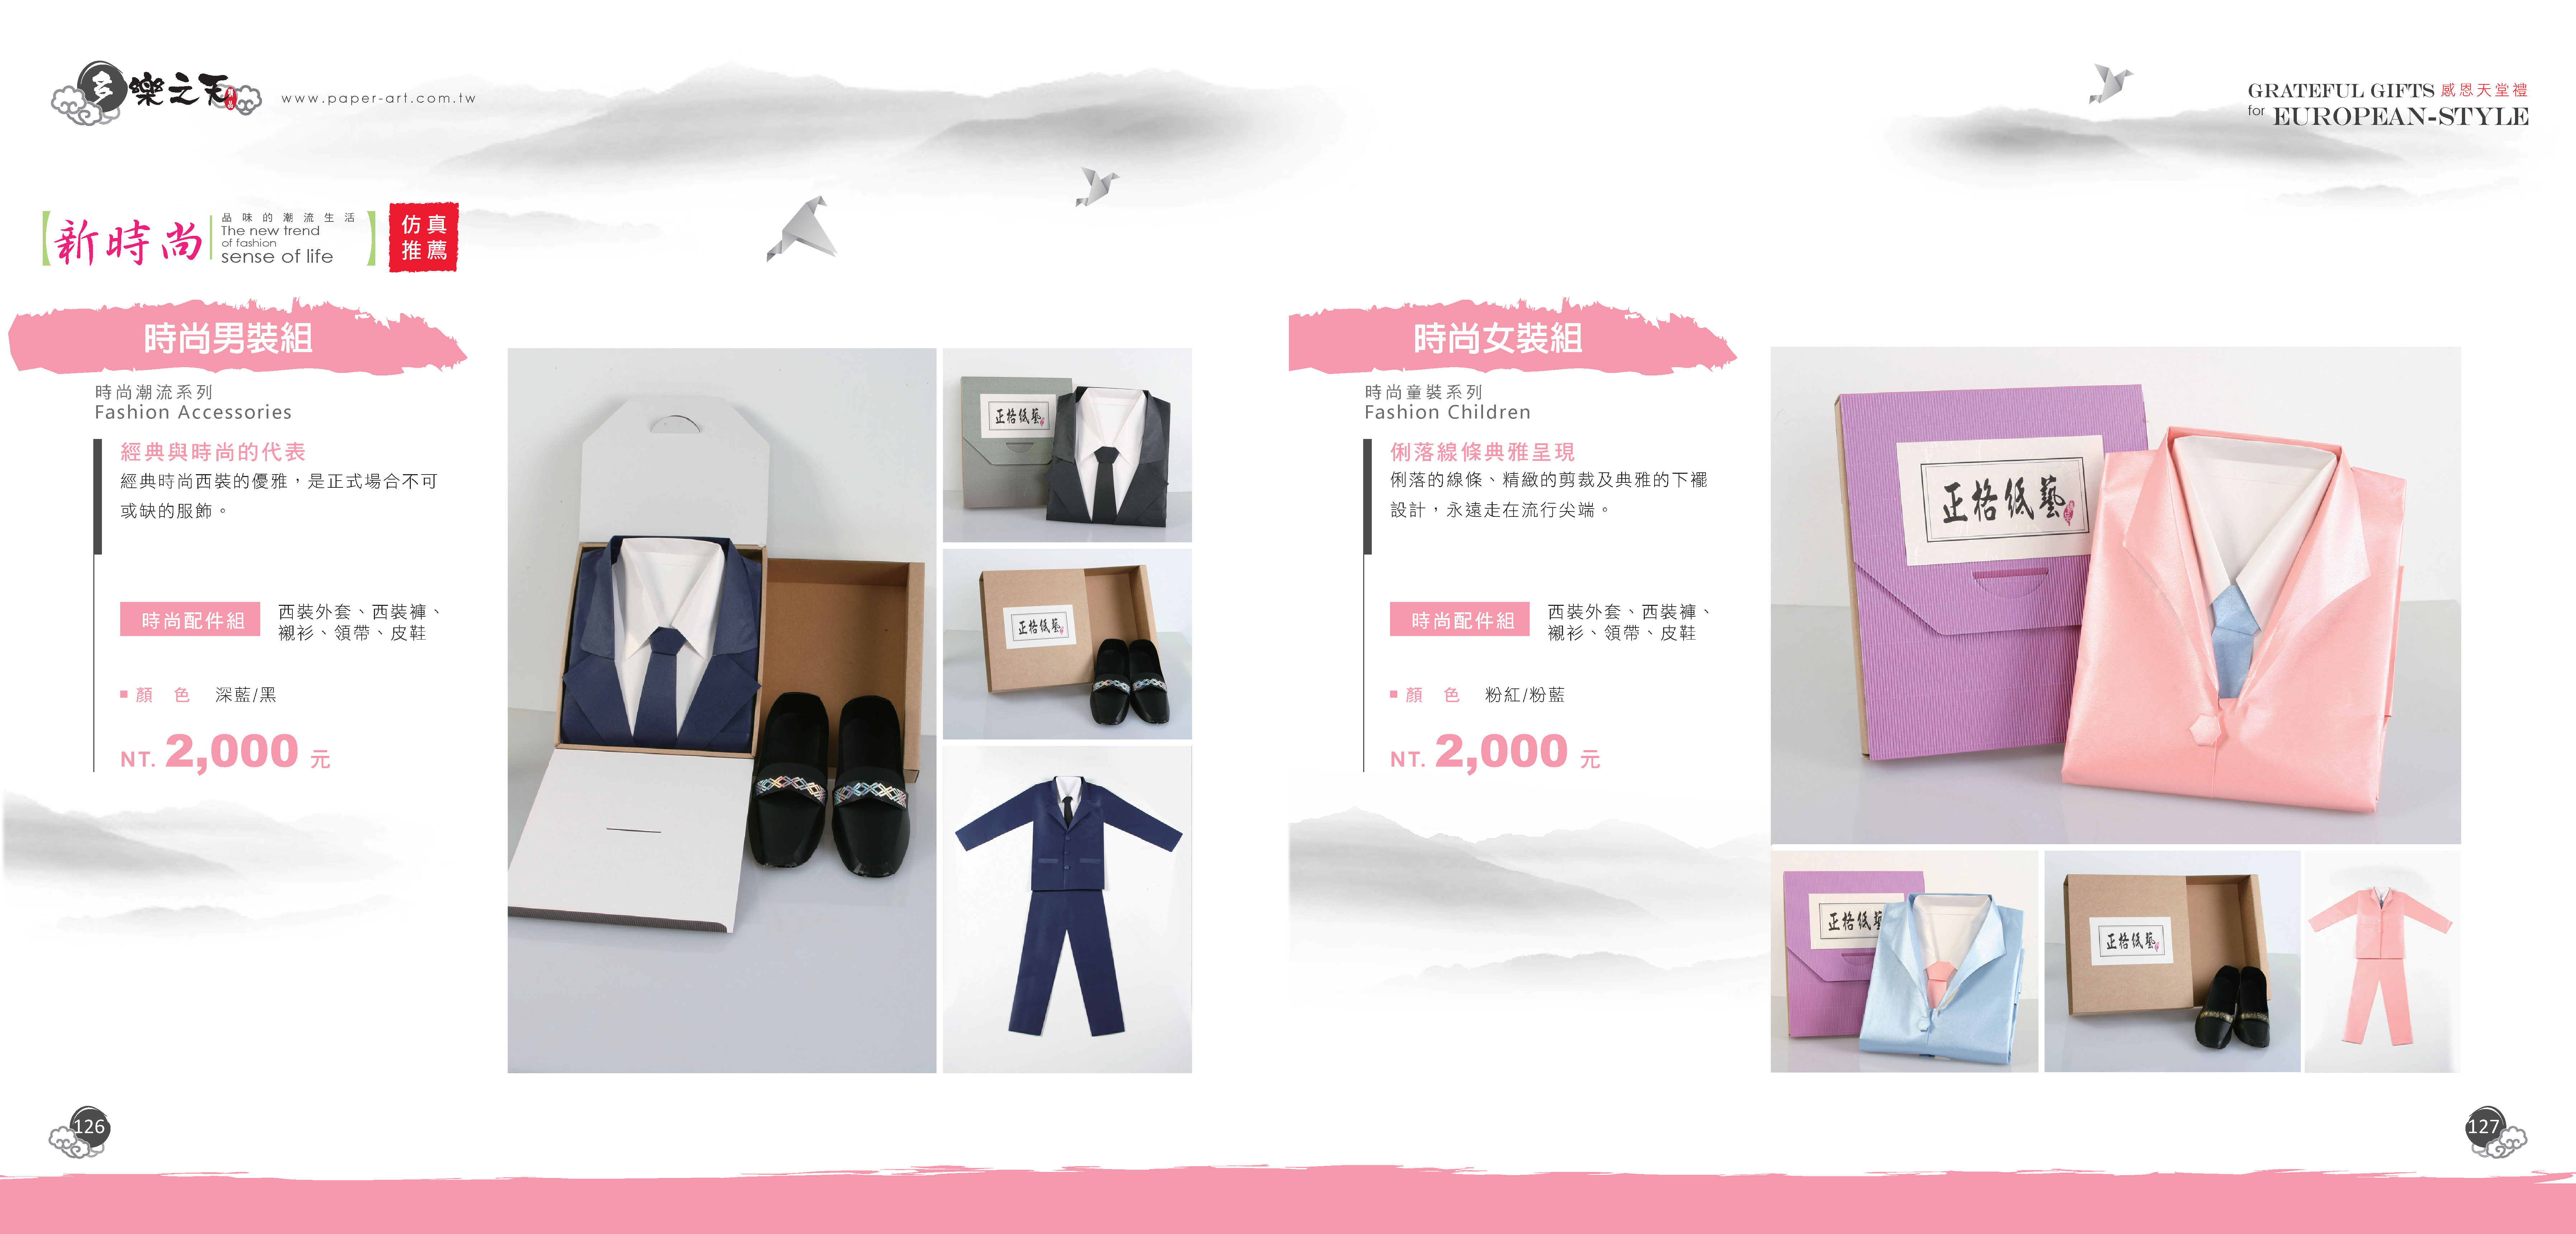 樂之天
www.paper-art.com.tw
GRATEFUL GIFTS 感恩天堂禮
for EUROPEAN-STYLE
新時尚
品味的潮流生活
The new trend
of fashion
sense of life
仿真
推薦
時尚男裝組
時尚潮流系列
Fashion Accessories
經典與時尚的代表
經典時尚西裝的優雅，是正式場合不可
或缺的服飾。
時尚配件組
西裝外套、西裝褲、
襯衫、領帶、皮鞋
顏 色 深藍/黑
NT. 2,000 元
正格紙藝
正格紙藝
126
時尚女裝組
時尚童裝系列
Fashion Children
俐落線條典雅呈現
俐落的線條、精緻的剪裁及典雅的下襬
設計，永遠走在流行尖端。
時尚配件組
西裝外套、西裝褲、
襯衫、領帶、皮鞋
顏 色 粉紅/粉藍
NT. 2,000 元
正格紙藝
正格紙藝
正格紙藝
127